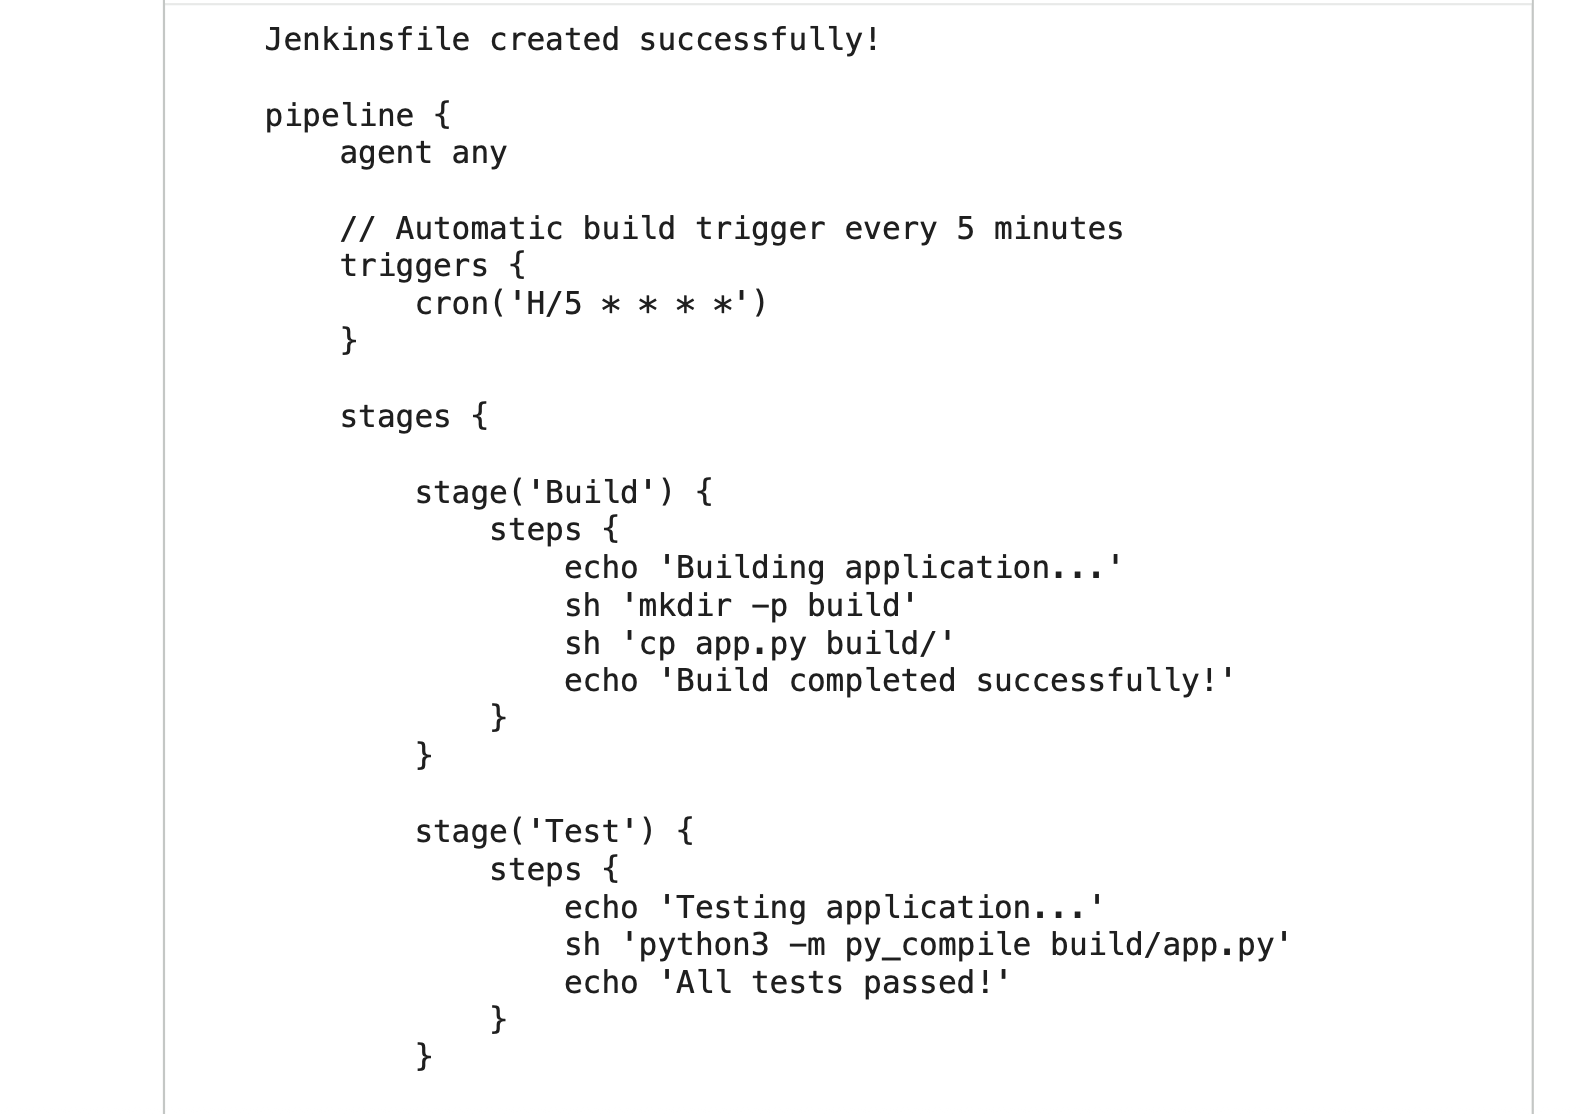 Jenkinsfile created successfully!
pipeline {
agent any
// Automatic build trigger every 5 minutes
triggers {
cron('H/5 * * * *')
}
stages {
stage('Build') {
steps {
echo 'Building application...'
sh 'mkdir -p build'
sh 'cp app.py build/'
echo 'Build completed successfully!'
}
}
stage('Test') {
steps {
echo 'Testing application...'
sh 'python3 -m py_compile build/app.py'
echo 'All tests passed!'
}
}